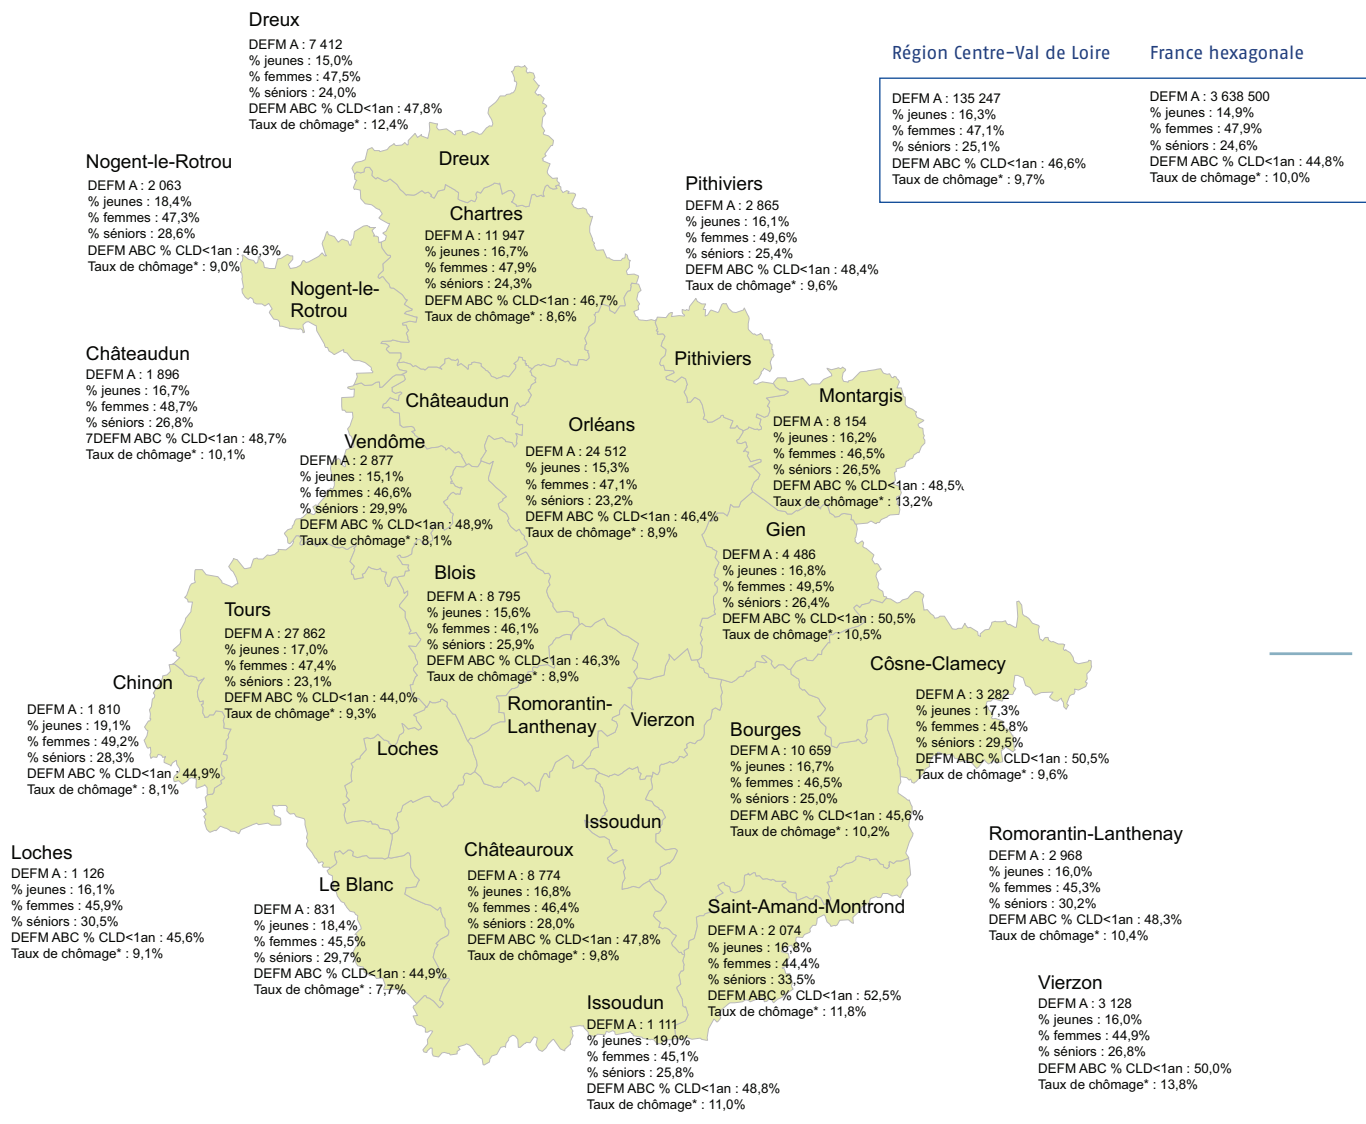 Dreux
DEFM A : 7 412
% jeunes : 15,0%
% femmes : 47,5%
% séniors : 24,0%
DEFM ABC % CLD<1an : 47,8%
Taux de chômage* : 12,4%
Région Centre-Val de Loire
DEFM A : 135 247
% jeunes : 16,3%
% femmes : 47,1%
% séniors : 25,1%
DEFM ABC % CLD<1an : 46,6%
Taux de chômage* : 9,7%
France hexagonale
DEFM A : 3 638 500
% jeunes : 14,9%
% femmes : 47,9%
% séniors : 24,6%
DEFM ABC % CLD<1an : 44,8%
Taux de chômage* : 10,0%
Nogent-le-Rotrou
DEFM A : 2 063
% jeunes : 18,4%
% femmes : 47,3%
% séniors : 28,6%
DEFM ABC % CLD<1an : 46,3%
Taux de chômage* : 9,0%
Dreux
Chartres
DEFM A : 11 947
% jeunes : 16,7%
% femmes : 47,9%
% séniors : 24,3%
DEFM ABC % CLD<1an : 46,7%
Taux de chômage* : 8,6%
Pithiviers
DEFM A : 2 865
% jeunes : 16,1%
% femmes : 49,6%
% séniors : 25,4%
DEFM ABC % CLD<1an : 48,4%
Taux de chômage* : 9,6%
Nogent-le-
Rotrou
Châteaudun
DEFM A : 1 896
% jeunes : 16,7%
% femmes : 48,7%
% séniors : 26,8%
7DEFM ABC % CLD<1an : 48,7%
Taux de chômage* : 10,1%
Pithiviers
Châteaudun
Montargis
DEFM A : 8 154
% jeunes : 16,2%
% femmes : 46,5%
% séniors : 26,5%
DEFM ABC % CLD<1an : 48,5%
Taux de chômage* : 13,2%
Orléans
DEFM A : 24 512
% jeunes : 15,3%
% femmes : 47,1%
% séniors : 23,2%
DEFM ABC % CLD<1an : 46,4%
Taux de chômage* : 8,9%
Vendôme
DEFM A : 2 877
% jeunes : 15,1%
% femmes : 46,6%
% séniors : 29,9%
DEFM ABC % CLD<1an : 48,9%
Taux de chômage* : 8,1%
Gien
DEFM A : 4 486
% jeunes : 16,8%
% femmes : 49,5%
% séniors : 26,4%
DEFM ABC % CLD<1an : 50,5%
Taux de chômage* : 10,5%
Blois
DEFM A : 8 795
% jeunes : 15,6%
% femmes : 46,1%
% séniors : 25,9%
DEFM ABC % CLD<1an : 46,3%
Taux de chômage* : 8,9%
Tours
DEFM A : 27 862
% jeunes : 17,0%
% femmes : 47,4%
% séniors : 23,1%
DEFM ABC % CLD<1an : 44,0%
Taux de chômage* : 9,3%
Côsne-Clamecy
DEFM A : 3 282
% jeunes : 17,3%
% femmes : 45,8%
% séniors : 29,5%
DEFM ABC % CLD<1an : 50,5%
Taux de chômage* : 9,6%
Chinon
DEFM A : 1 810
% jeunes : 19,1%
% femmes : 49,2%
% séniors : 28,3%
DEFM ABC % CLD<1an : 44,9%
Taux de chômage* : 8,1%
Romorantin-
Lanthenay
Vierzon
Loches
Bourges
DEFM A : 10 659
% jeunes : 16,7%
% femmes : 46,5%
% séniors : 25,0%
DEFM ABC % CLD<1an : 45,6%
Taux de chômage* : 10,2%
Issoudun
Romorantin-Lanthenay
DEFM A : 2 968
% jeunes : 16,0%
% femmes : 45,3%
% séniors : 30,2%
DEFM ABC % CLD<1an : 48,3%
Taux de chômage* : 10,4%
Loches
DEFM A : 1 126
% jeunes : 16,1%
% femmes : 45,9%
% séniors : 30,5%
DEFM ABC % CLD<1an : 45,6%
Taux de chômage* : 9,1%
Châteauroux
DEFM A : 8 774
% jeunes : 16,8%
% femmes : 46,4%
% séniors : 28,0%
DEFM ABC % CLD<1an : 47,8%
Taux de chômage* : 9,8%
Le Blanc
DEFM A : 831
% jeunes : 18,4%
% femmes : 45,5%
% séniors : 29,7%
DEFM ABC % CLD<1an : 44,9%
Taux de chômage* : 7,7%
Saint-Amand-Montrond
DEFM A : 2 074
% jeunes : 16,8%
% femmes : 44,4%
% séniors : 33,5%
DEFM ABC % CLD<1an : 52,5%
Taux de chômage* : 11,8%
Vierzon
DEFM A : 3 128
% jeunes : 16,0%
% femmes : 44,9%
% séniors : 26,8%
DEFM ABC % CLD<1an : 50,0%
Taux de chômage* : 13,8%
Issoudun
DEFM A : 1 111
% jeunes : 19,0%
% femmes : 45,1%
% séniors : 25,8%
DEFM ABC % CLD<1an : 48,8%
Taux de chômage* : 11,0%